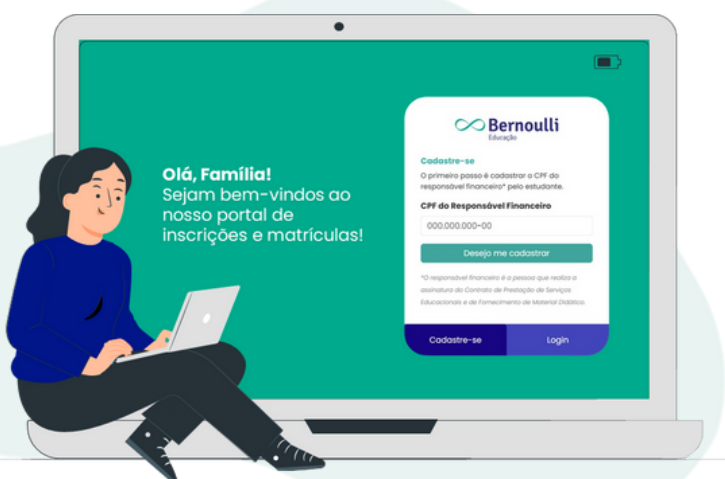 Olá, Família!
Sejam bem-vindos ao
nosso portal de
inscrições e matrículas!
Bernoulli
Educação
Cadastre-se
O primeiro passo é cadastrar o CPF do
responsável financeiro* pelo estudante.
CPF do Responsável Financeiro
000.000.000-00
Desejo me cadastrar
*O responsável financeiro é a pessoa que realiza a
assinatura do Contrato de Prestação de Serviços
Educacionais e de Fornecimento de Material Didático.
Cadastre-se
Login